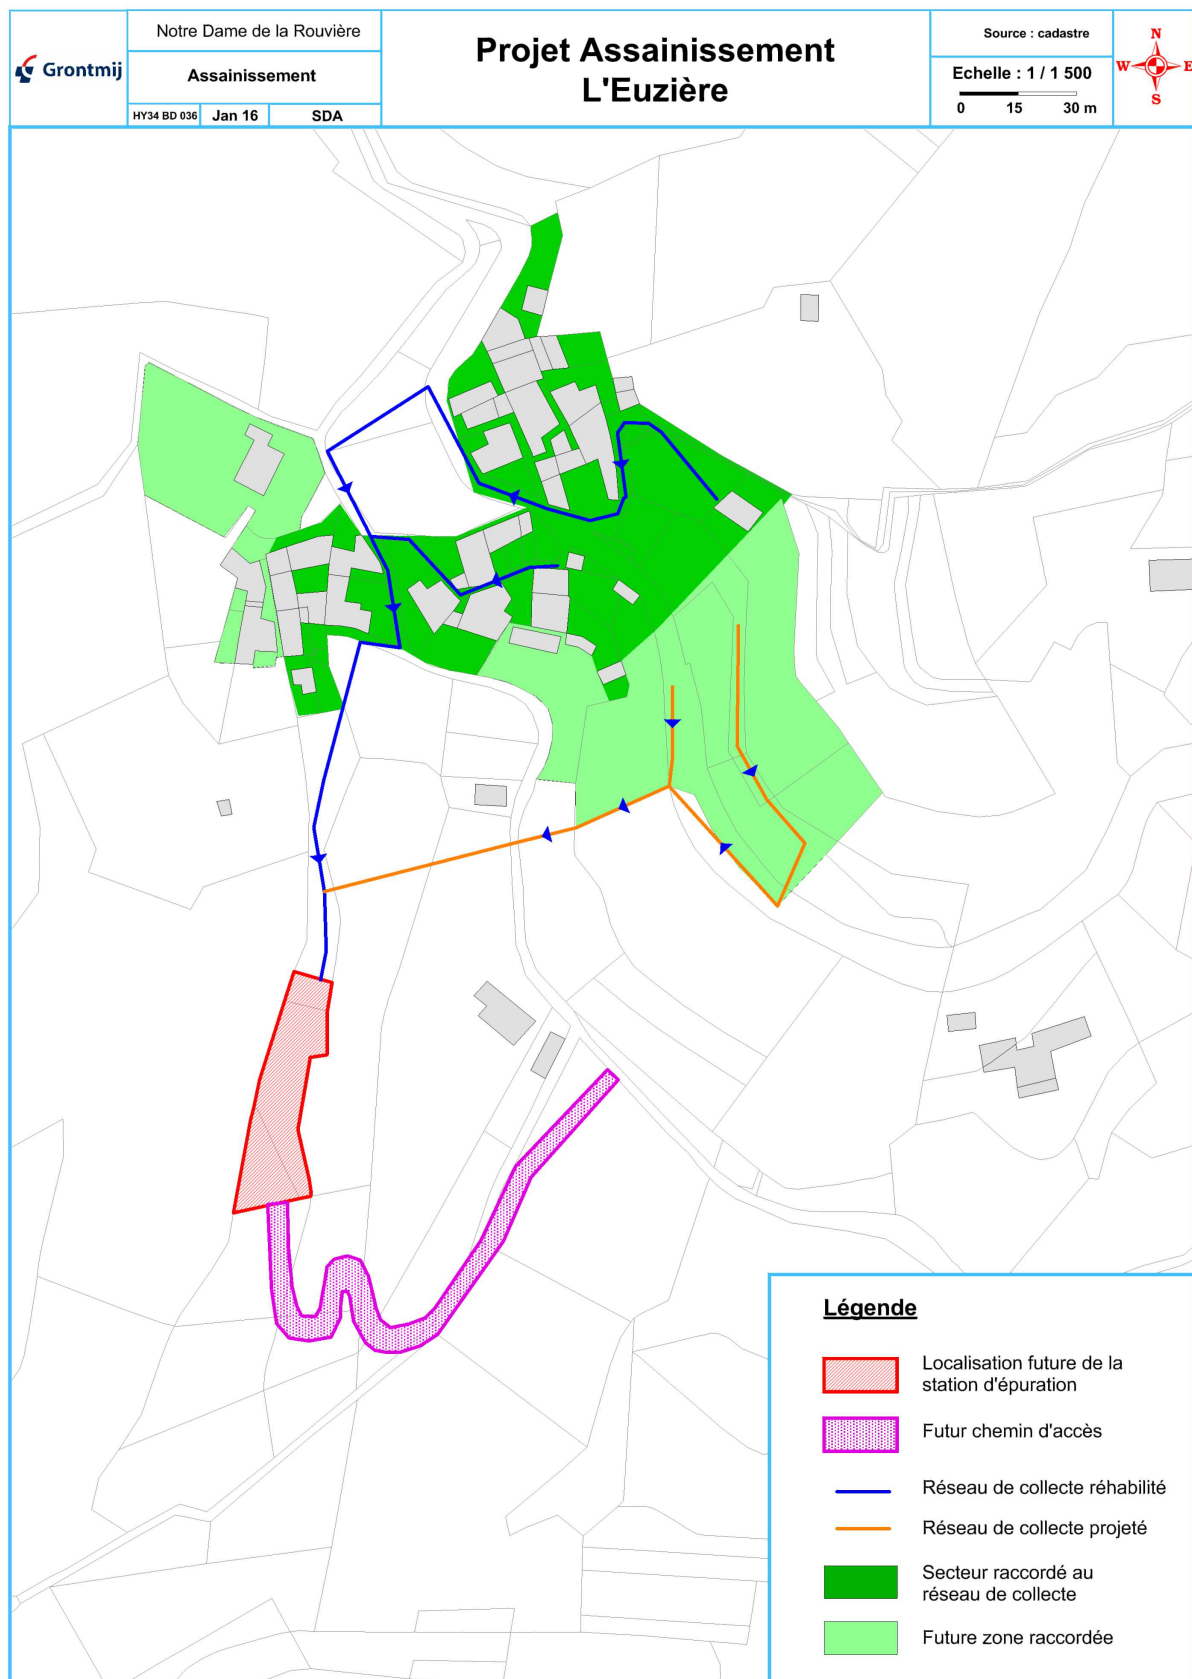 Grontmij
Notre Dame de la Rouvière
Assainissement
HY34 BD 036
Jan 16
SDA
Projet Assainissement
L'Euzière
Source : cadastre
Echelle : 1 / 1 500
0 15 30 m
N
W E
S
Légende
Localisation future de la
station d'épuration
Futur chemin d'accès
Réseau de collecte réhabilité
Réseau de collecte projeté
Secteur raccordé au
réseau de collecte
Future zone raccordée